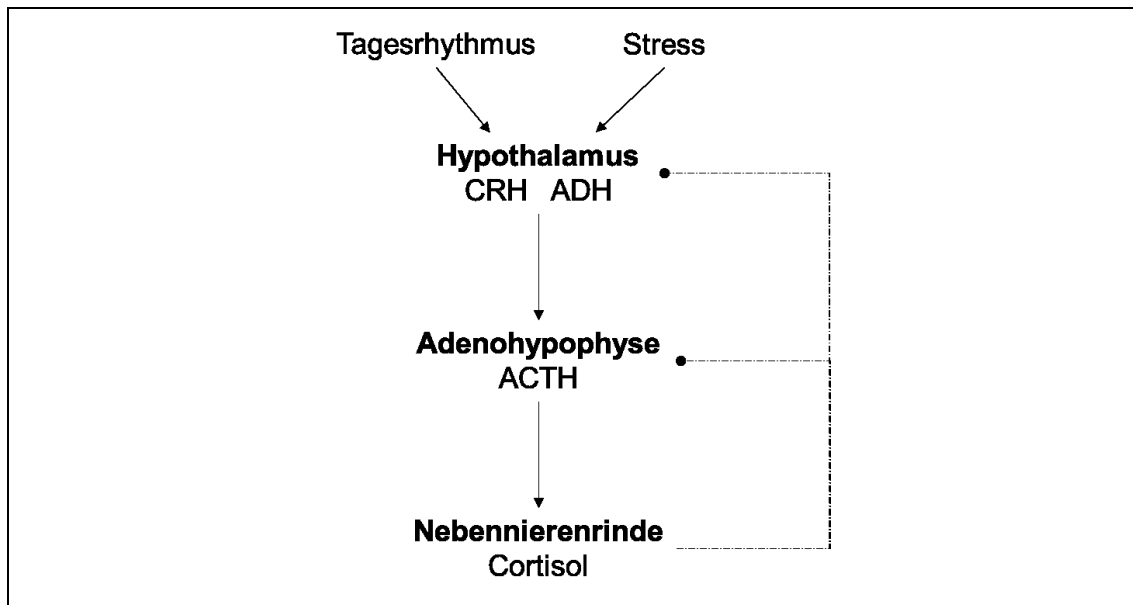 Tagesrhythmus Stress
Hypothalamus
CRH ADH
Adenohypophyse
ACTH
Nebennierenrinde
Cortisol